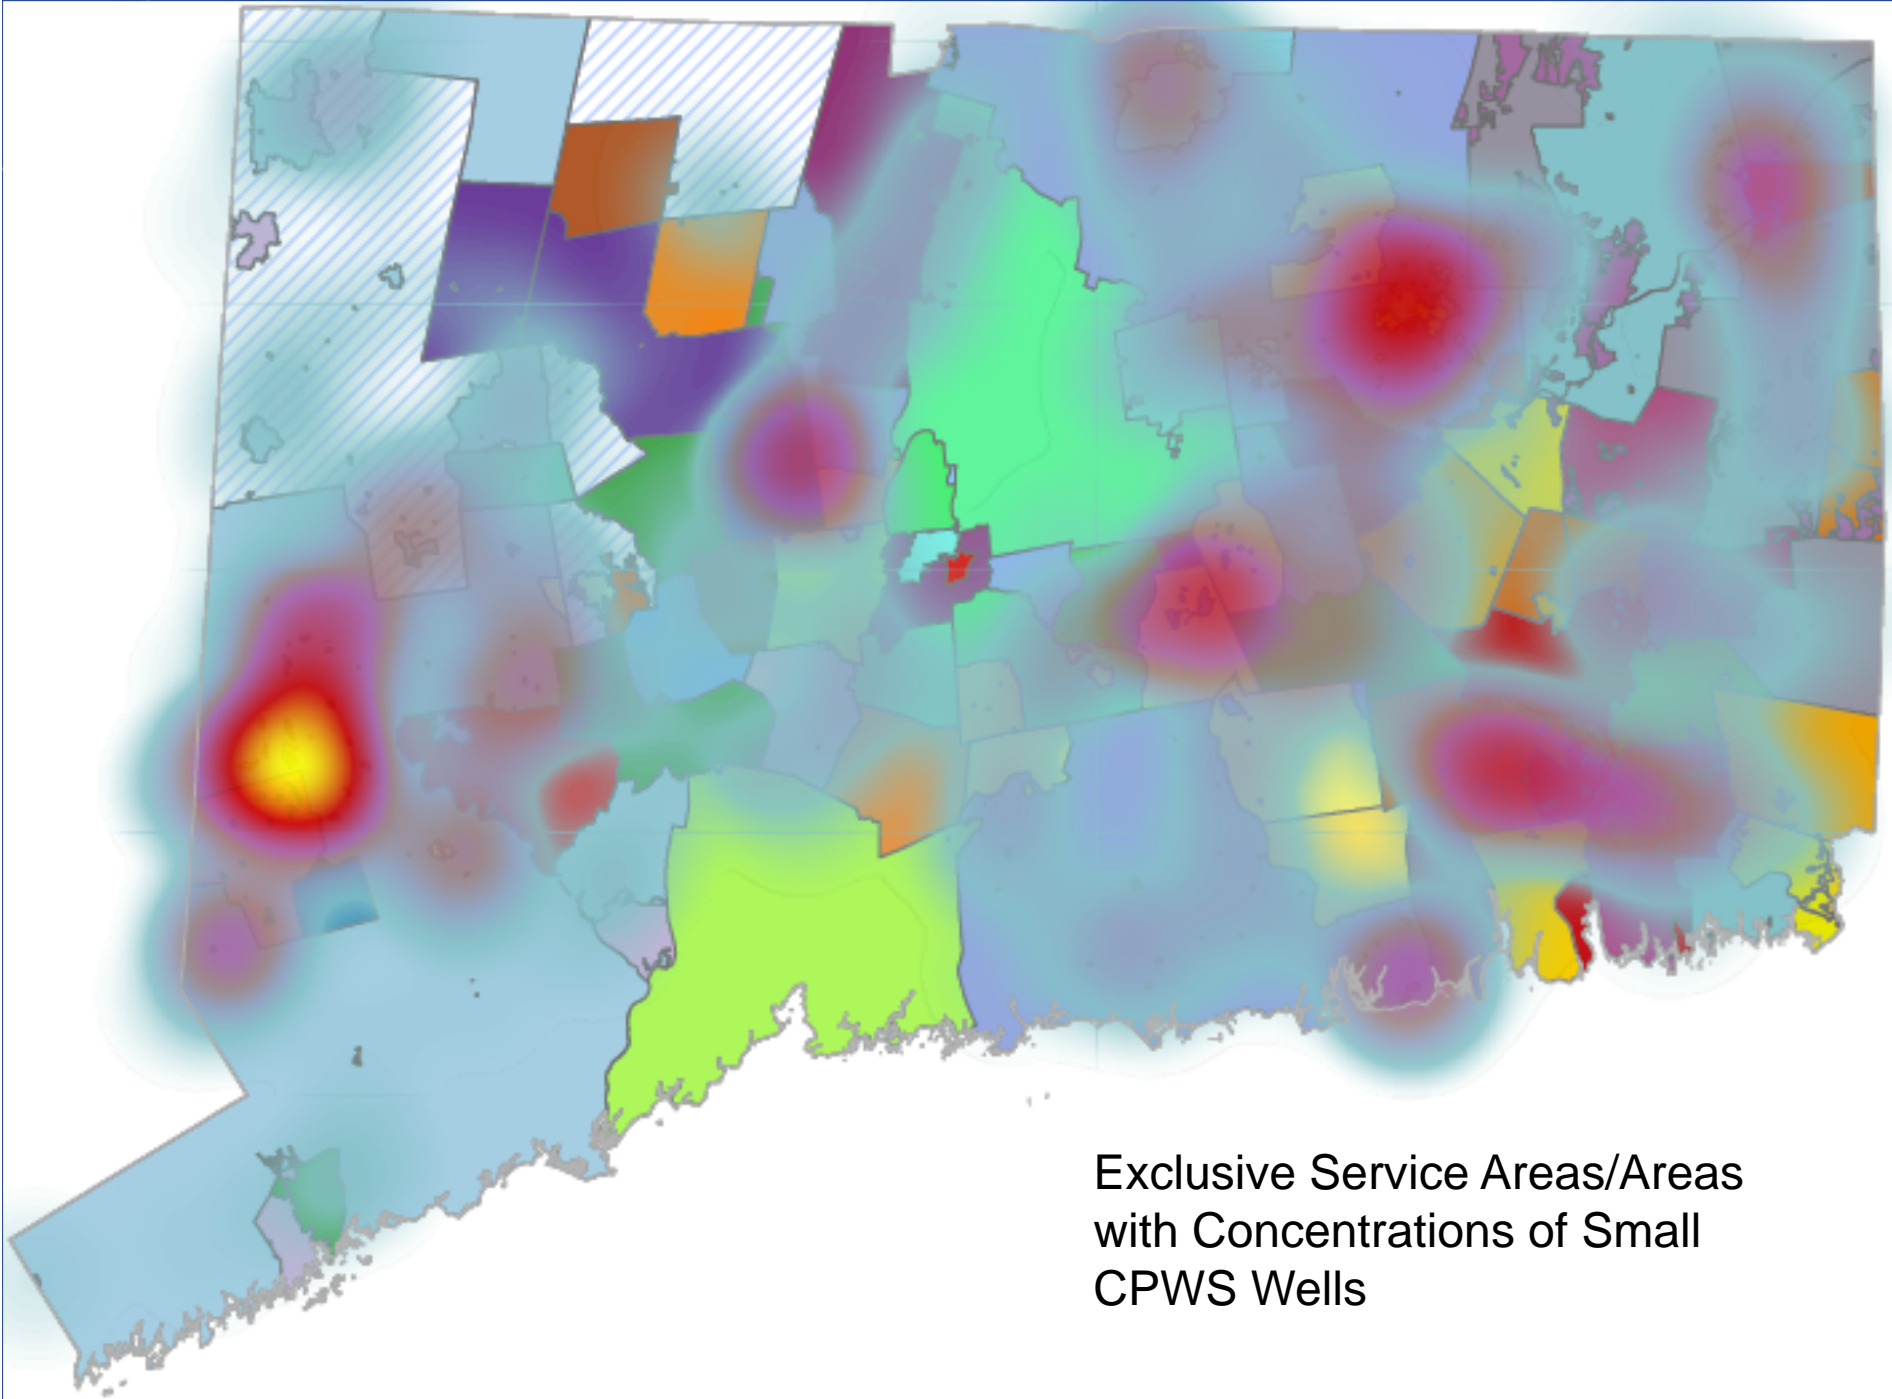 Exclusive Service Areas/Areas
with Concentrations of Small
CPWS Wells